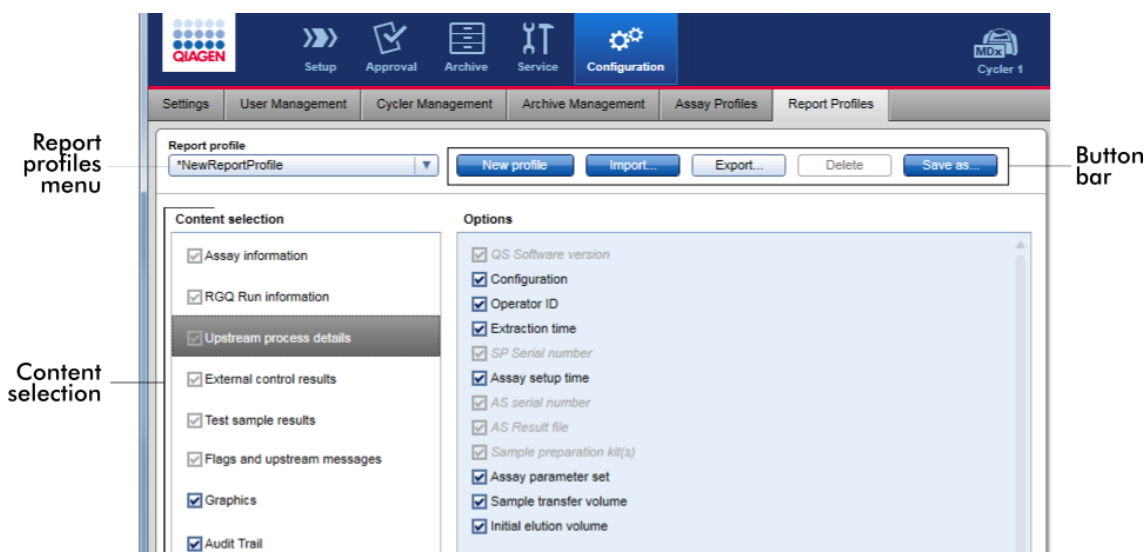 QIAGEN
Setup
Approval
Archive
Service
Configuration
MDx
Cycler 1
Settings
User Management
Cycler Management
Archive Management
Assay Profiles
Report Profiles
Report profiles menu
Report profile
*NewReportProfile
New profile
Import...
Export...
Delete
Save as...
Button bar
Content selection
Content selection
Assay information
RGQ Run information
Upstream process details
External control results
Test sample results
Flags and upstream messages
Graphics
Audit Trail
Options
QS Software version
Configuration
Operator ID
Extraction time
SP Serial number
Assay setup time
AS serial number
AS Result file
Sample preparation kit(s)
Assay parameter set
Sample transfer volume
Initial elution volume